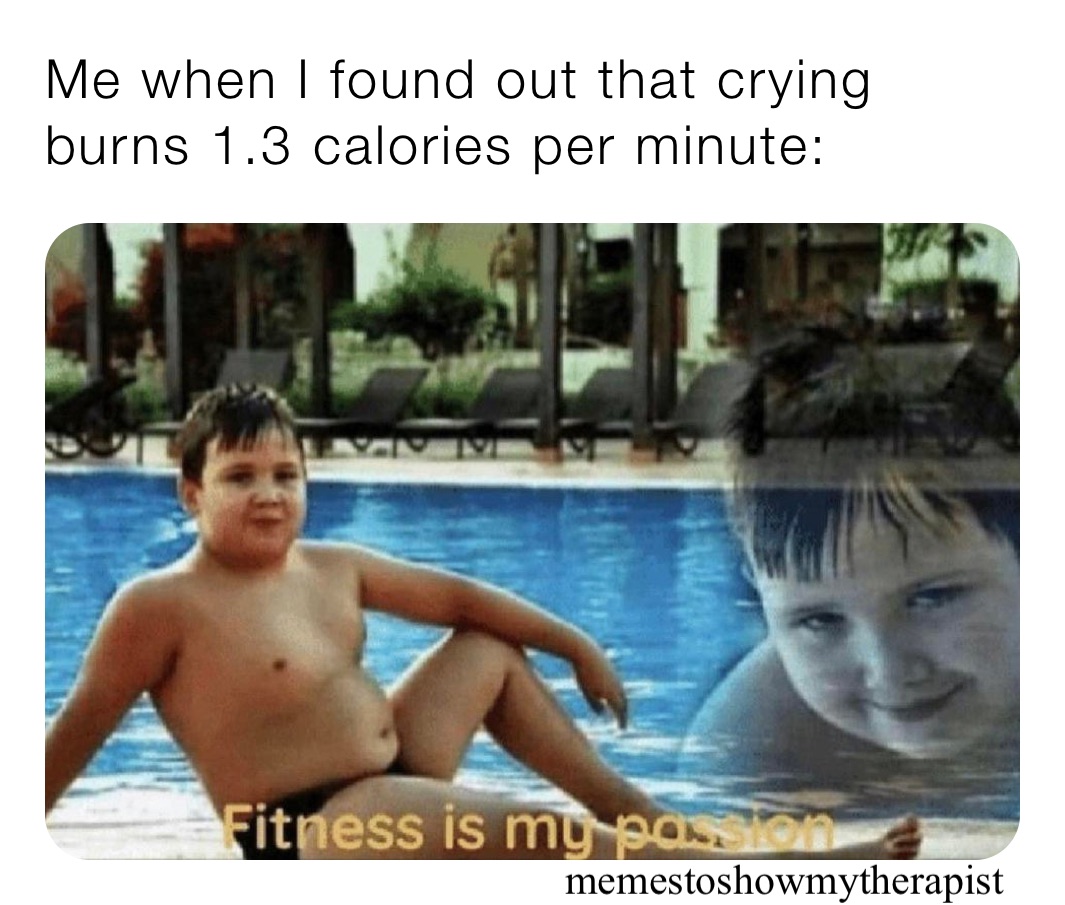 Me when I found out that crying
burns 1.3 calories per minute:
Fitness is my passion
memestoshowmytherapist